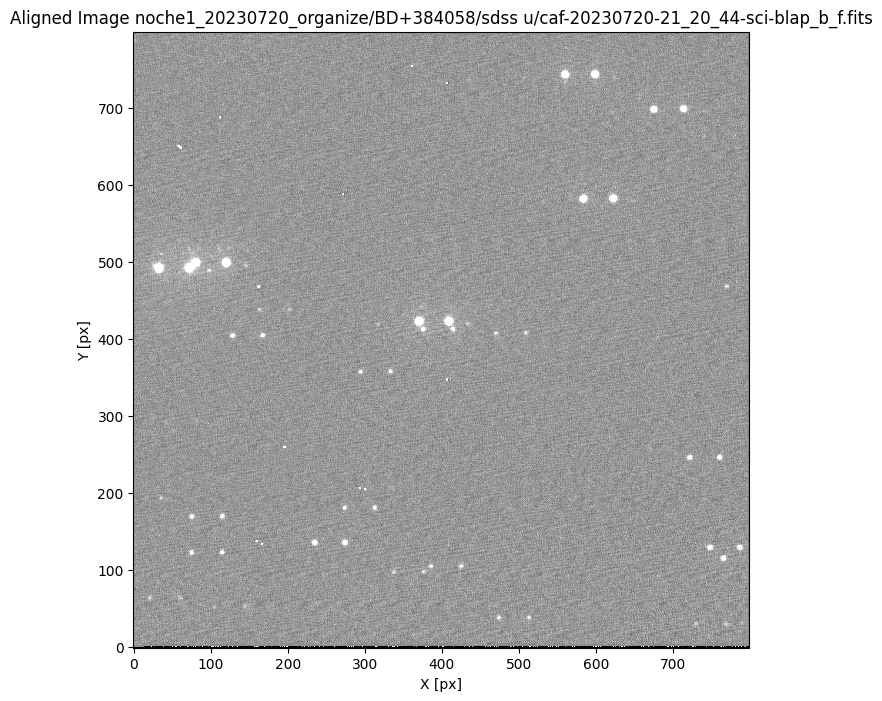 Aligned Image noche1_20230720_organize/BD+384058/sdss u/caf-20230720-21_20_44-sci-blap_b_f.fits
700
600
500
400
300
200
100
0
Y [px]
0 100 200 300 400 500 600 700
X [px]